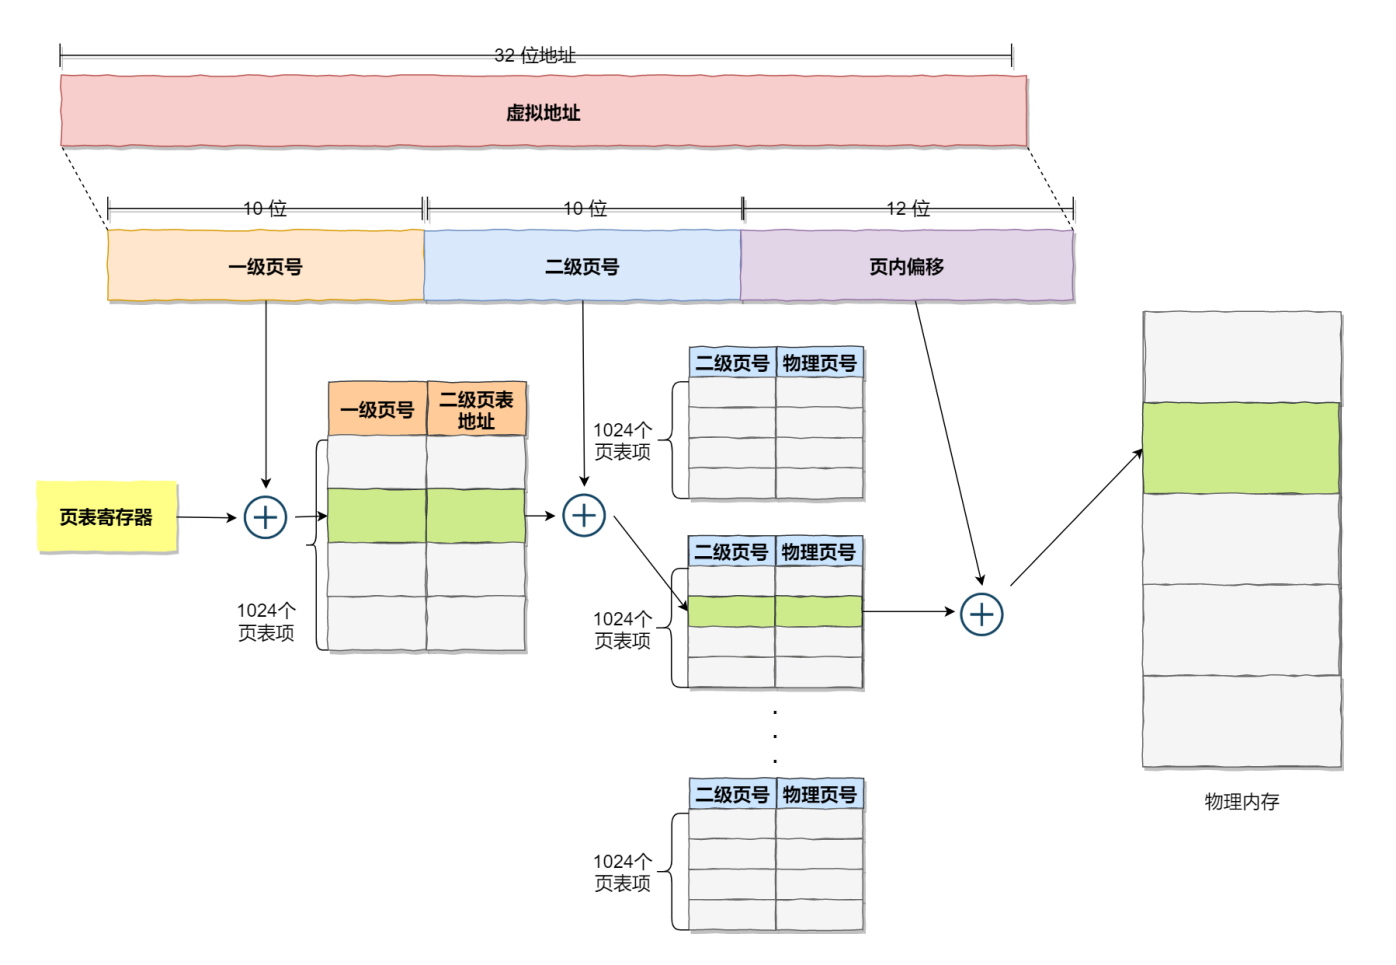 32 位地址
虚拟地址
10 位
10 位
12 位
一级页号
二级页号
页内偏移
页表寄存器
一级页号
二级页表
地址
1024个
页表项
二级页号
物理页号
1024个
页表项
二级页号
物理页号
1024个
页表项
.
.
.
二级页号
物理页号
1024个
页表项
物理内存